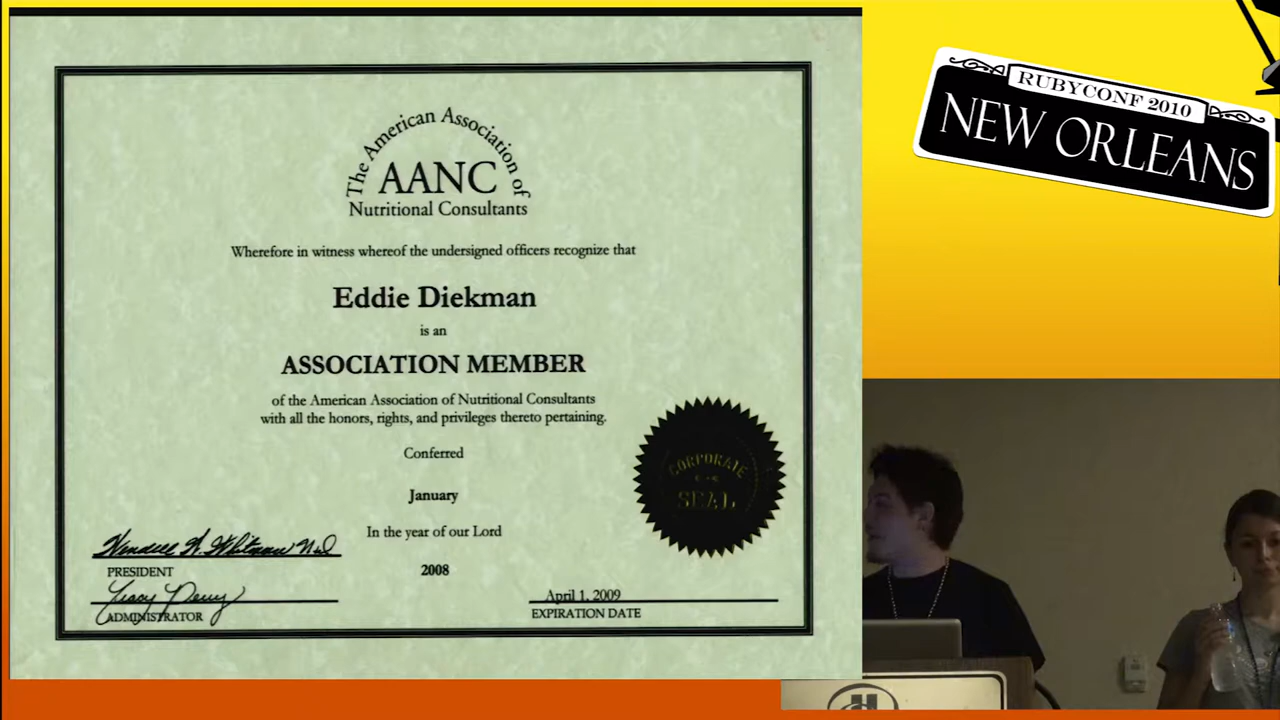 The American Association of
AANC
Nutritional Consultants
Wherefore in witness whereof the undersigned officers recognize that
Eddie Diekman
is an
ASSOCIATION MEMBER
of the American Association of Nutritional Consultants
with all the honors, rights, and privileges thereto pertaining.
Conferred
January
In the year of our Lord
2008
PRESIDENT
ADMINISTRATOR
April 1, 2009
EXPIRATION DATE
CORPORATE
SEAL
RUBYCONF 2010
NEW ORLEANS